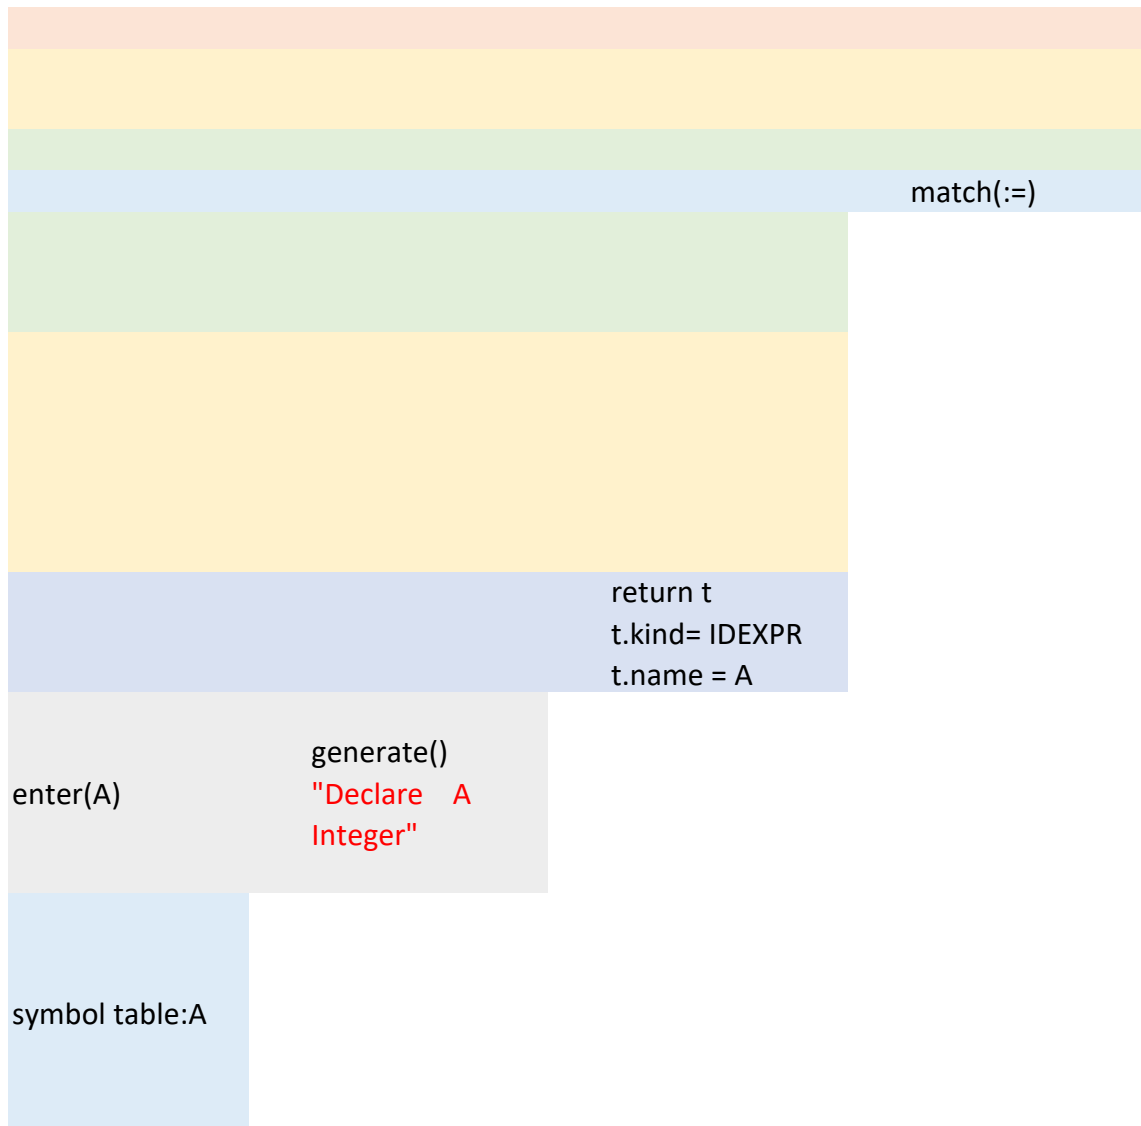 match(:=)
return t
t.kind= IDEXPR
t.name = A
generate()
enter(A)
"Declare A
Integer"
symbol table:A